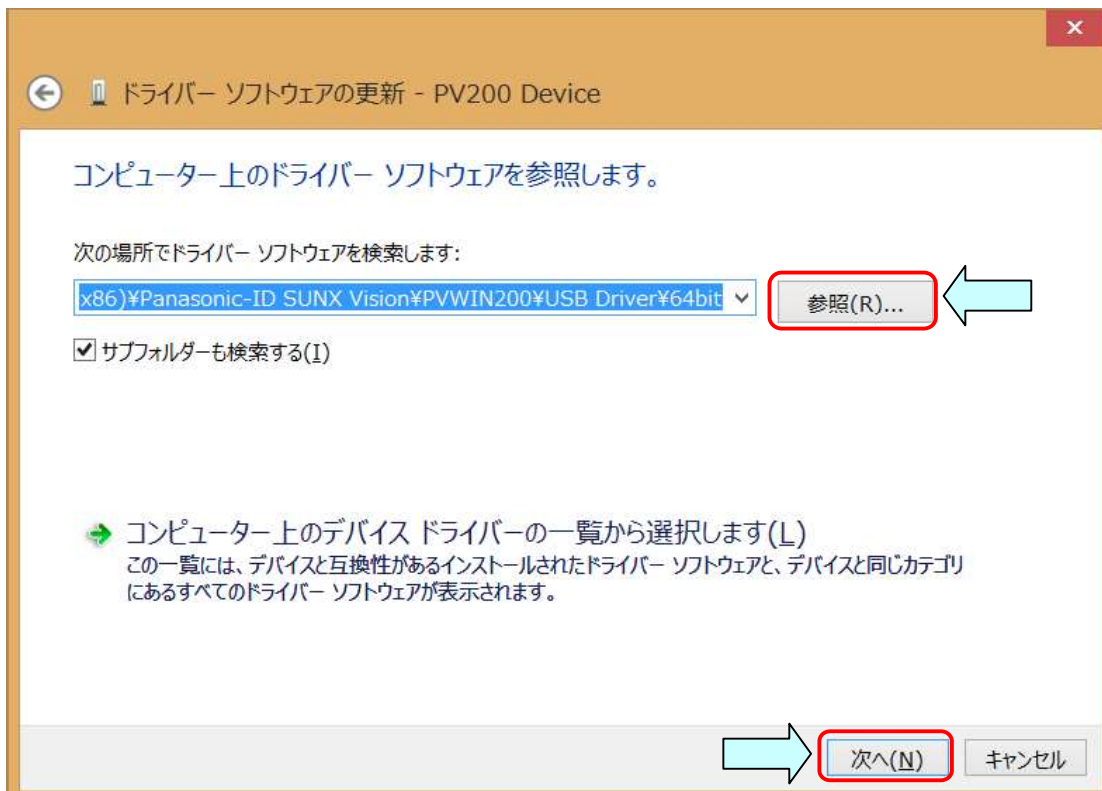 ドライバー ソフトウェアの更新 - PV200 Device
コンピューター上のドライバー ソフトウェアを参照します。
次の場所でドライバー ソフトウェアを検索します:
x86)¥Panasonic-ID SUNX Vision¥PVWIN200¥USB Driver¥64bit
参照(R)...
サブフォルダーも検索する(I)
コンピューター上のデバイス ドライバーの一覧から選択します(L)
この一覧には、デバイスと互換性があるインストールされたドライバー ソフトウェアと、デバイスと同じカテゴリ
にあるすべてのドライバー ソフトウェアが表示されます。
次へ(N)
キャンセル